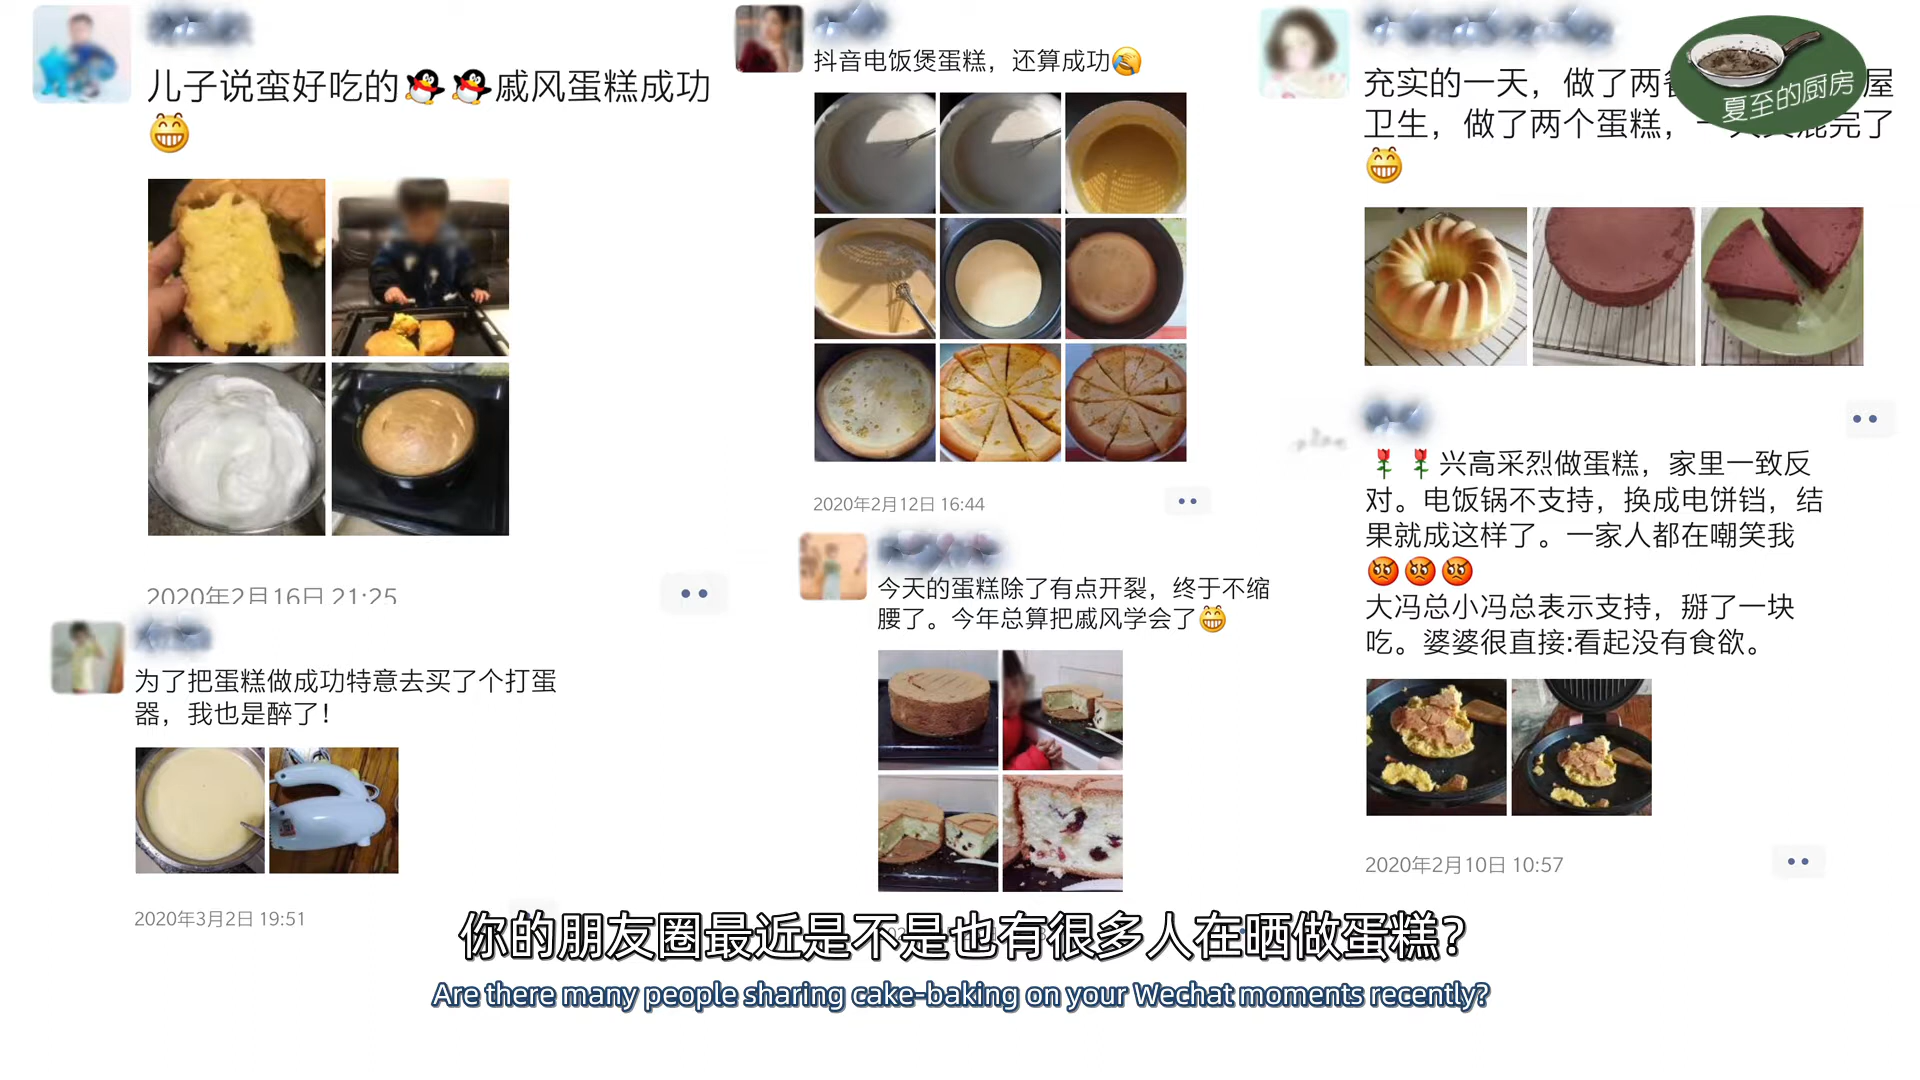 儿子说蛮好吃的🐧🐧戚风蛋糕成功
😁
2020年2月16日 21:25
为了把蛋糕做成功特意去买了个打蛋
器，我也是醉了！
2020年3月2日 19:51
抖音电饭煲蛋糕，还算成功🤣
2020年2月12日 16:44
今天的蛋糕除了有点开裂，终于不缩
腰了。今年总算把戚风学会了😁
夏至的厨房
充实的一天，做了两 屋
卫生，做了两个蛋糕，一 完了
😁
🌹🌹兴高采烈做蛋糕，家里一致反
对。电饭锅不支持，换成电饼铛，结
果就成这样了。一家人都在嘲笑我
😡😡😡
大冯总小冯总表示支持，掰了一块
吃。婆婆很直接:看起没有食欲。
2020年2月10日 10:57
你的朋友圈最近是不是也有很多人在晒做蛋糕？
Are there many people sharing cake-baking on your Wechat moments recently?